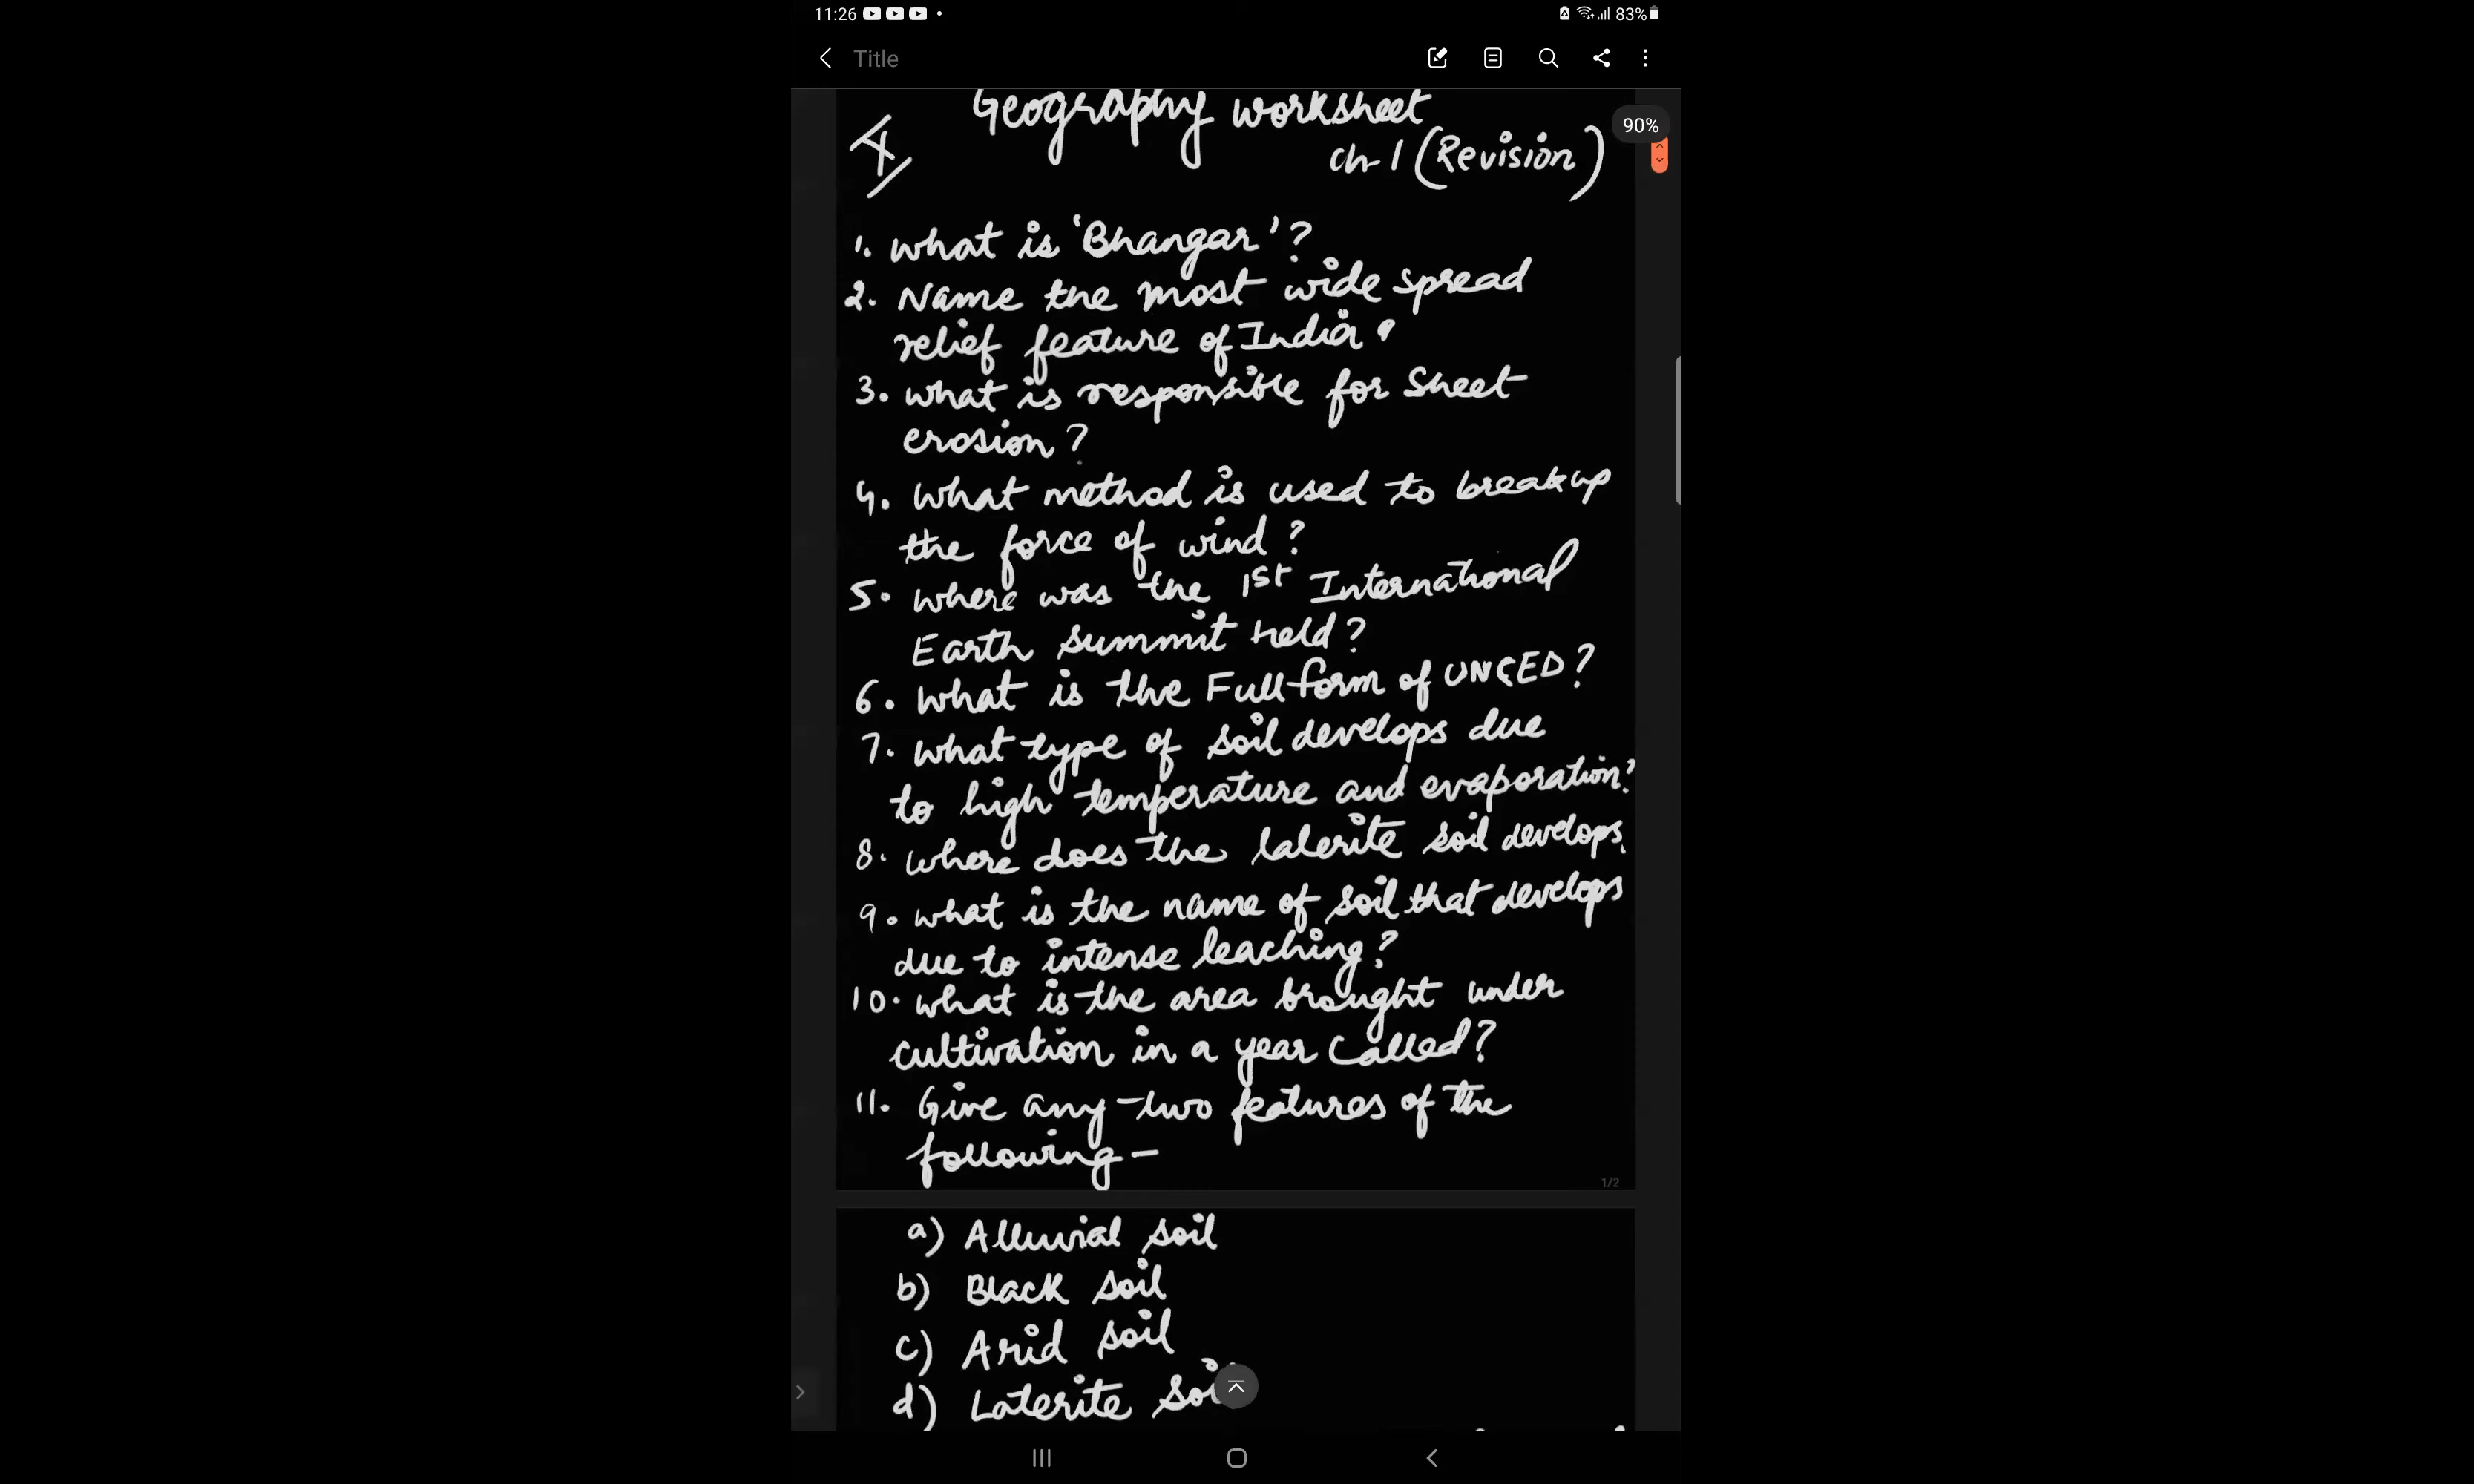 11:26
83%
Title
Geography worksheet
90%
X
Ch-1 (Revision)
1. What is 'Bhangar'?
2. Name the most wide spread
relief feature of India?
3. What is responsible for Sheet
erosion?
4. What method is used to break up
the force of wind?
5. Where was the 1st International
Earth Summit held?
6. What is the Full form of UNCED?
7. What type of soil develops due
to high temperature and evaporation?
8. Where does the laterite soil develops.
9. What is the name of soil that develops
due to intense leaching?
10. What is the area brought under
cultivation in a year called?
11. Give any two features of the
following -
1/2
a) Alluvial soil
b) Black soil
c) Arid soil
d) Laterite